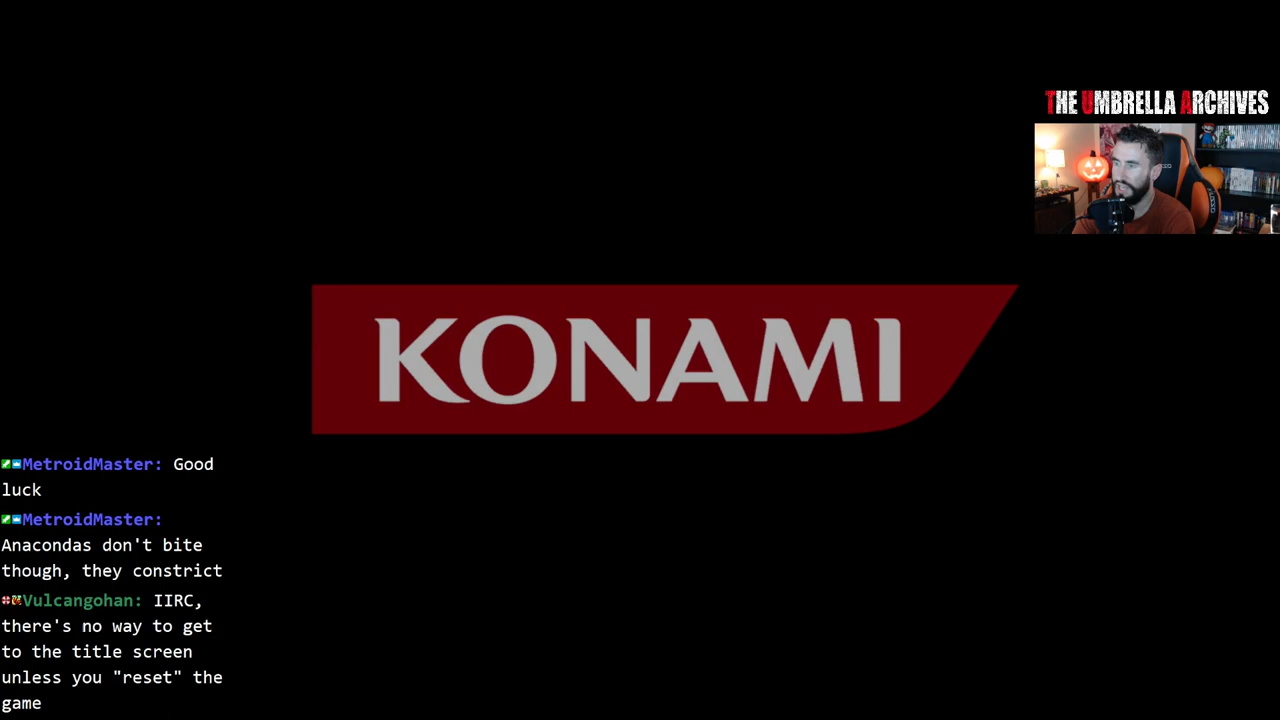 THE UMBRELLA ARCHIVES
KONAMI
MetroidMaster: Good
luck
MetroidMaster:
Anacondas don't bite
though, they constrict
Vulcangohan: IIRC,
there's no way to get
to the title screen
unless you "reset" the
game